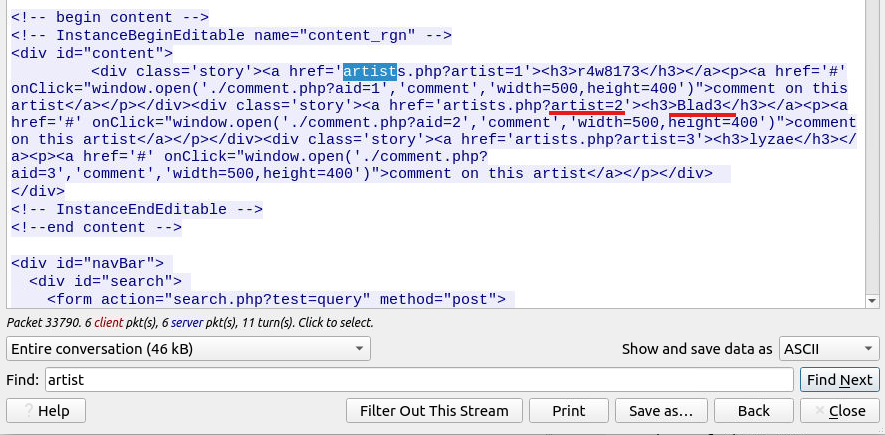 <!-- begin content -->
<!-- InstanceBeginEditable name="content_rgn" -->
<div id="content">
<div class='story'><a href='artists.php?artist=1'><h3>r4w8173</h3></a><p><a href='#'
onClick="window.open('./comment.php?aid=1','comment','width=500,height=400')">comment on this
artist</a></p></div><div class='story'><a href='artists.php?artist=2'><h3>Blad3</h3></a><p><a
href='#' onClick="window.open('./comment.php?aid=2','comment','width=500,height=400')">comment
on this artist</a></p></div><div class='story'><a href='artists.php?artist=3'><h3>lyzae</h3></
a><p><a href='#' onClick="window.open('./comment.php?
aid=3','comment','width=500,height=400')">comment on this artist</a></p></div>
</div>
<!-- InstanceEndEditable -->
<!--end content -->
<div id="navBar">
<div id="search">
<form action="search.php?test=query" method="post">
Packet 33790. 6 client pkt(s), 6 server pkt(s), 11 turn(s). Click to select.
Entire conversation (46 kB) Show and save data as ASCII
Find: artist Find Next
Help Filter Out This Stream Print Save as... Back Close